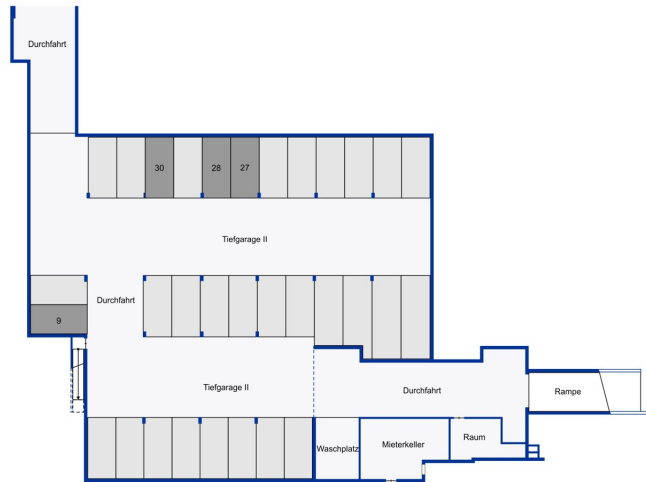 Durchfahrt
30
28
27
Tiefgarage II
Durchfahrt
9
Tiefgarage II
Durchfahrt
Rampe
Waschplatz
Mieterkeller
Raum